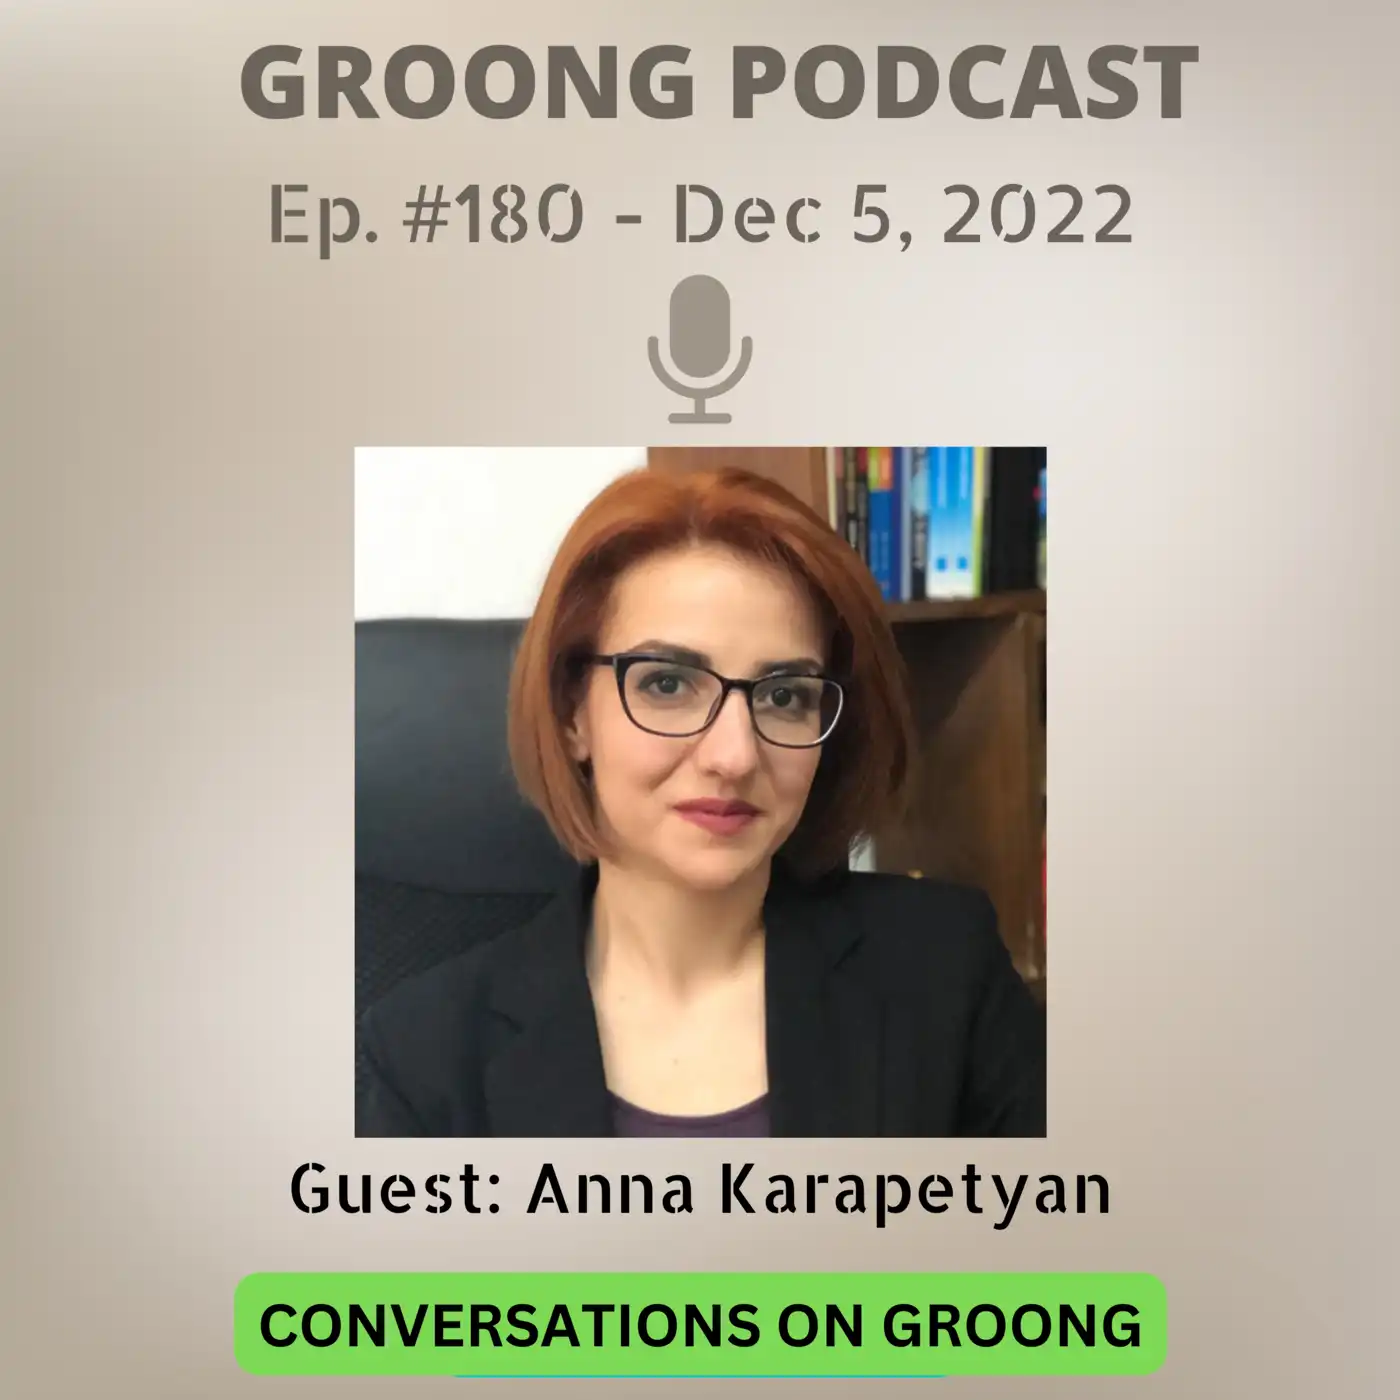 GROONG PODCAST
Ep. #180 - Dec 5, 2022
Guest: Anna Karapetyan
CONVERSATIONS ON GROONG